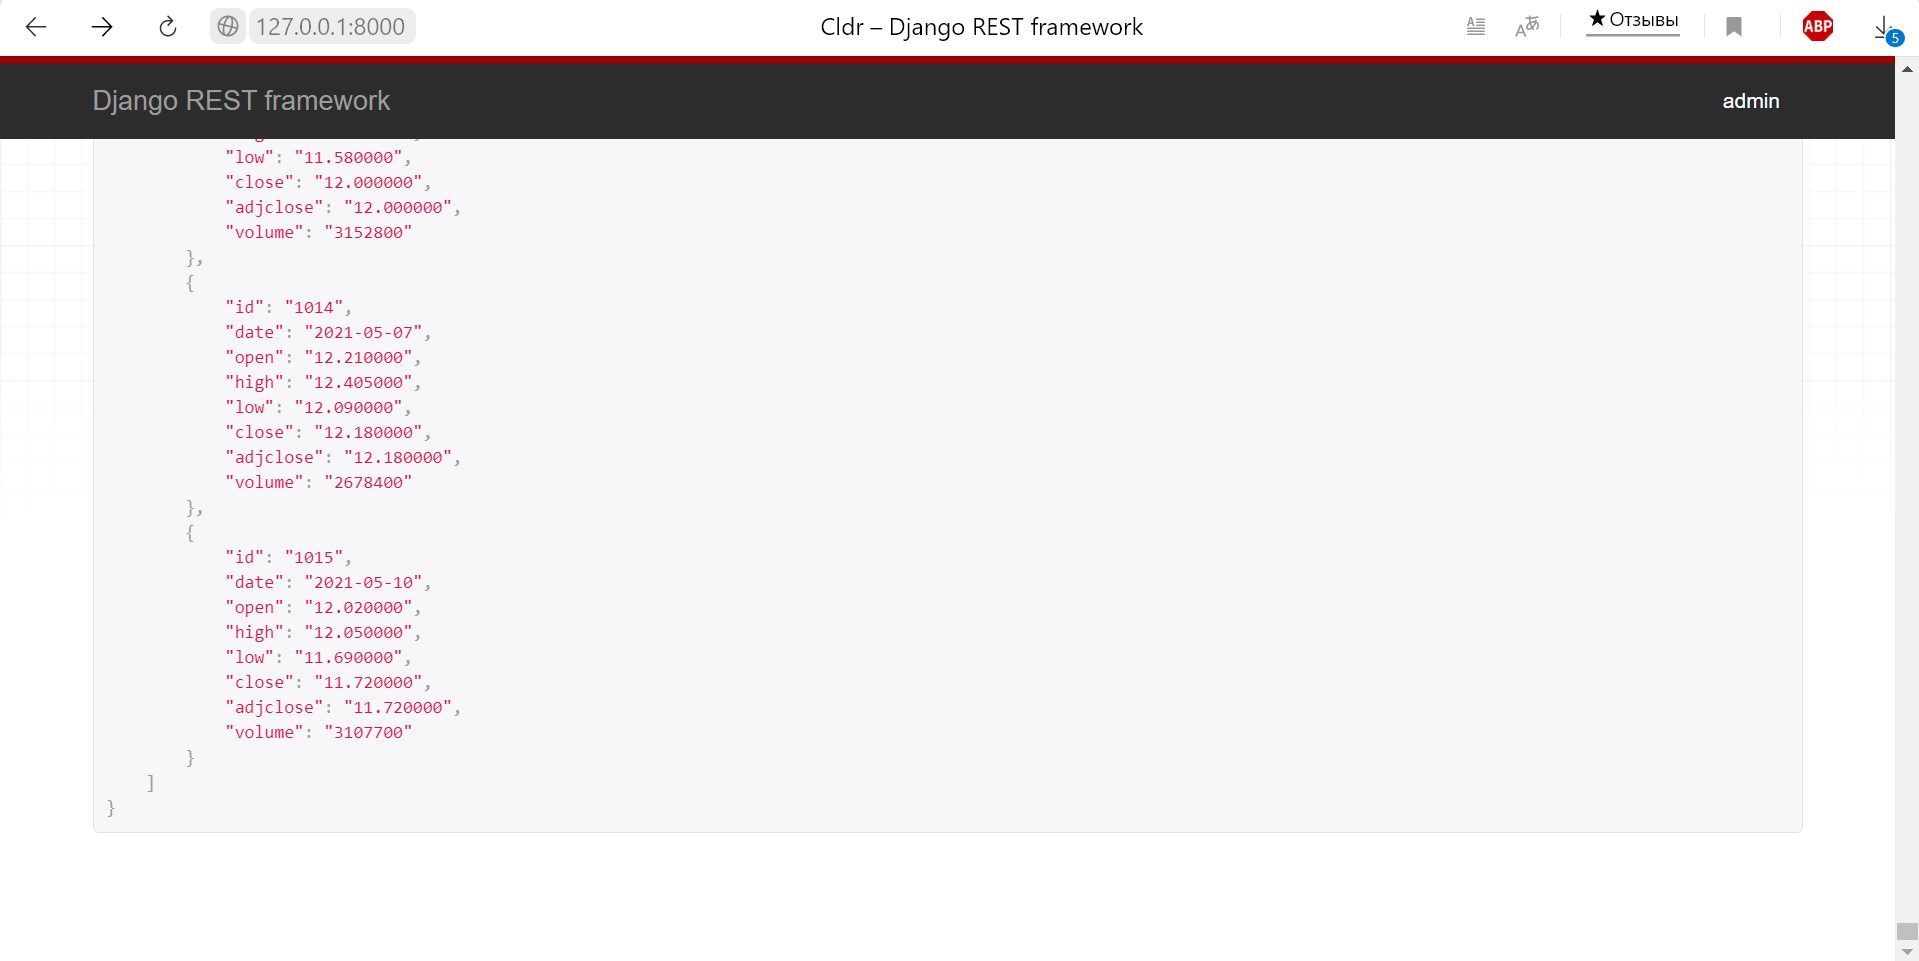 127.0.0.1:8000
Cldr – Django REST framework
★ Отзывы
ABP
5
Django REST framework
admin
"low": "11.580000",
"close": "12.000000",
"adjclose": "12.000000",
"volume": "3152800"
},
{
"id": "1014",
"date": "2021-05-07",
"open": "12.210000",
"high": "12.405000",
"low": "12.090000",
"close": "12.180000",
"adjclose": "12.180000",
"volume": "2678400"
},
{
"id": "1015",
"date": "2021-05-10",
"open": "12.020000",
"high": "12.050000",
"low": "11.690000",
"close": "11.720000",
"adjclose": "11.720000",
"volume": "3107700"
}
]
}